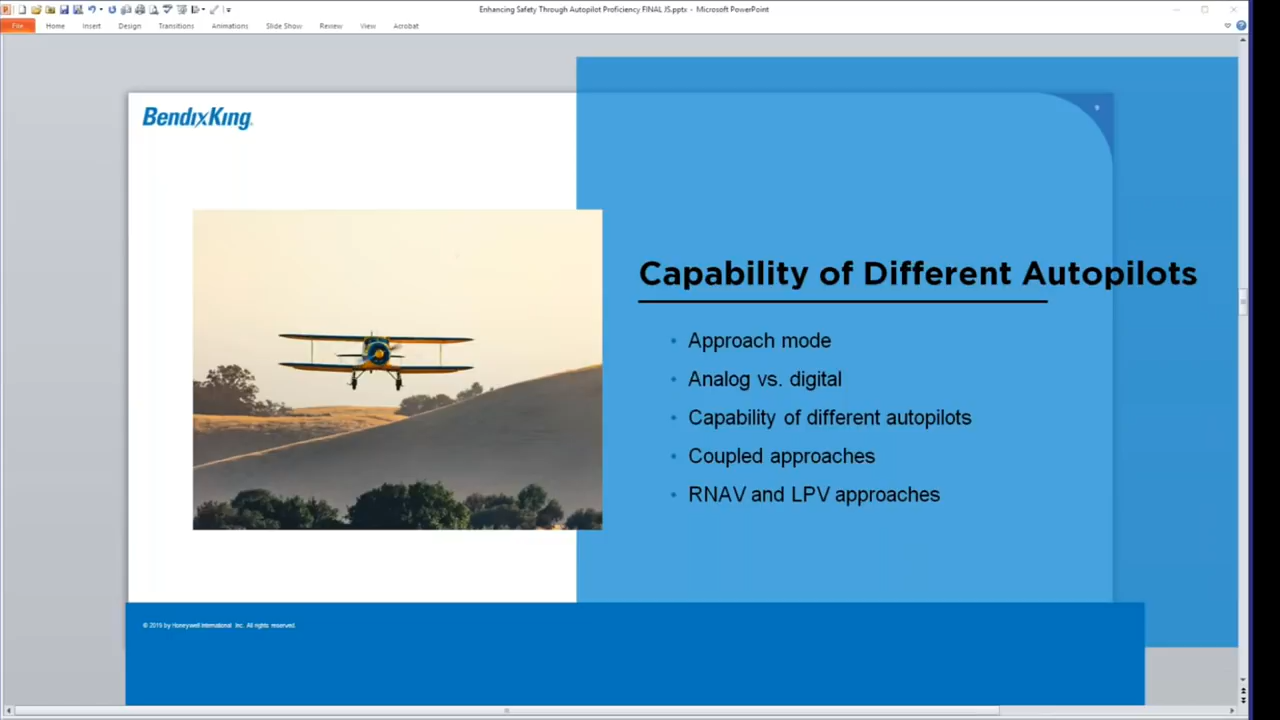 Enhancing Safety Through Autopilot Proficiency FINAL JS.pptx - Microsoft PowerPoint
File Home Insert Design Transitions Animations Slide Show Review View Acrobat
BendixKing
Capability of Different Autopilots
• Approach mode
• Analog vs. digital
• Capability of different autopilots
• Coupled approaches
• RNAV and LPV approaches
© 2019 by Honeywell International Inc. All rights reserved.